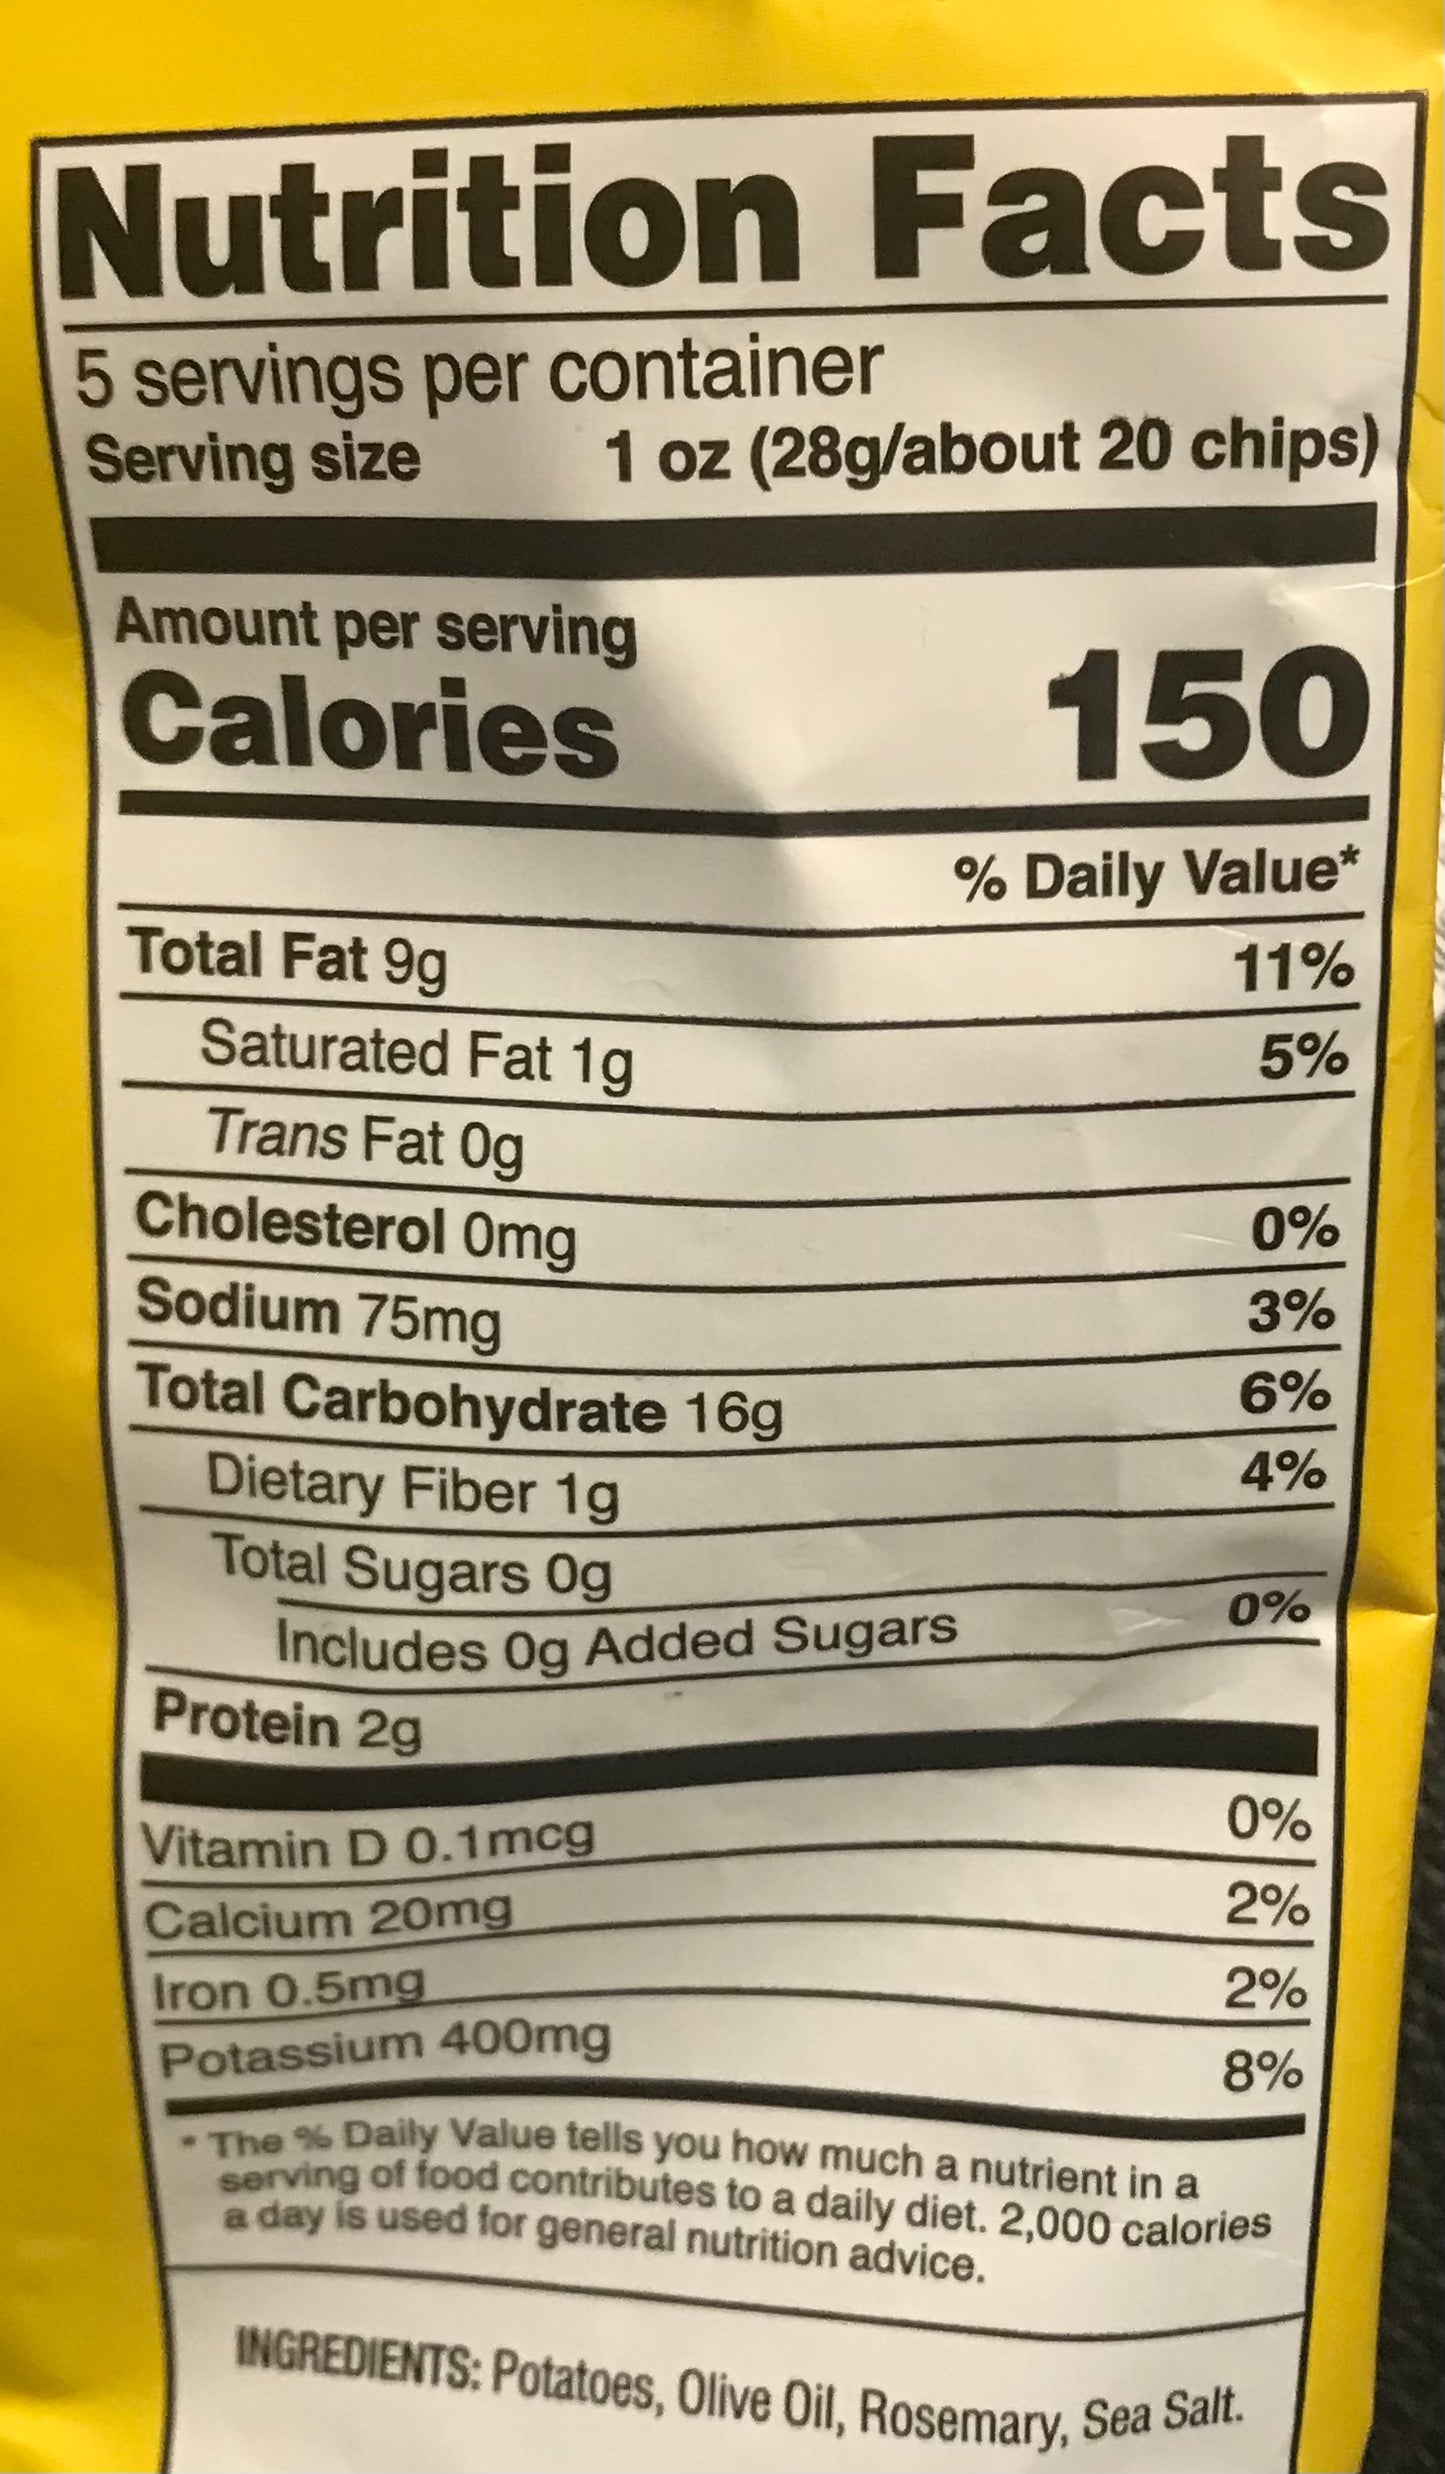 Nutrition Facts
5 servings per container
Serving size 1 oz (28g/about 20 chips)
Amount per serving
Calories 150
% Daily Value*
Total Fat 9g 11%
Saturated Fat 1g 5%
Trans Fat 0g
Cholesterol 0mg 0%
Sodium 75mg 3%
Total Carbohydrate 16g 6%
Dietary Fiber 1g 4%
Total Sugars 0g
Includes 0g Added Sugars 0%
Protein 2g
Vitamin D 0.1mcg 0%
Calcium 20mg 2%
Iron 0.5mg 2%
Potassium 400mg 8%
* The % Daily Value tells you how much a nutrient in a
serving of food contributes to a daily diet. 2,000 calories
a day is used for general nutrition advice.
INGREDIENTS: Potatoes, Olive Oil, Rosemary, Sea Salt.